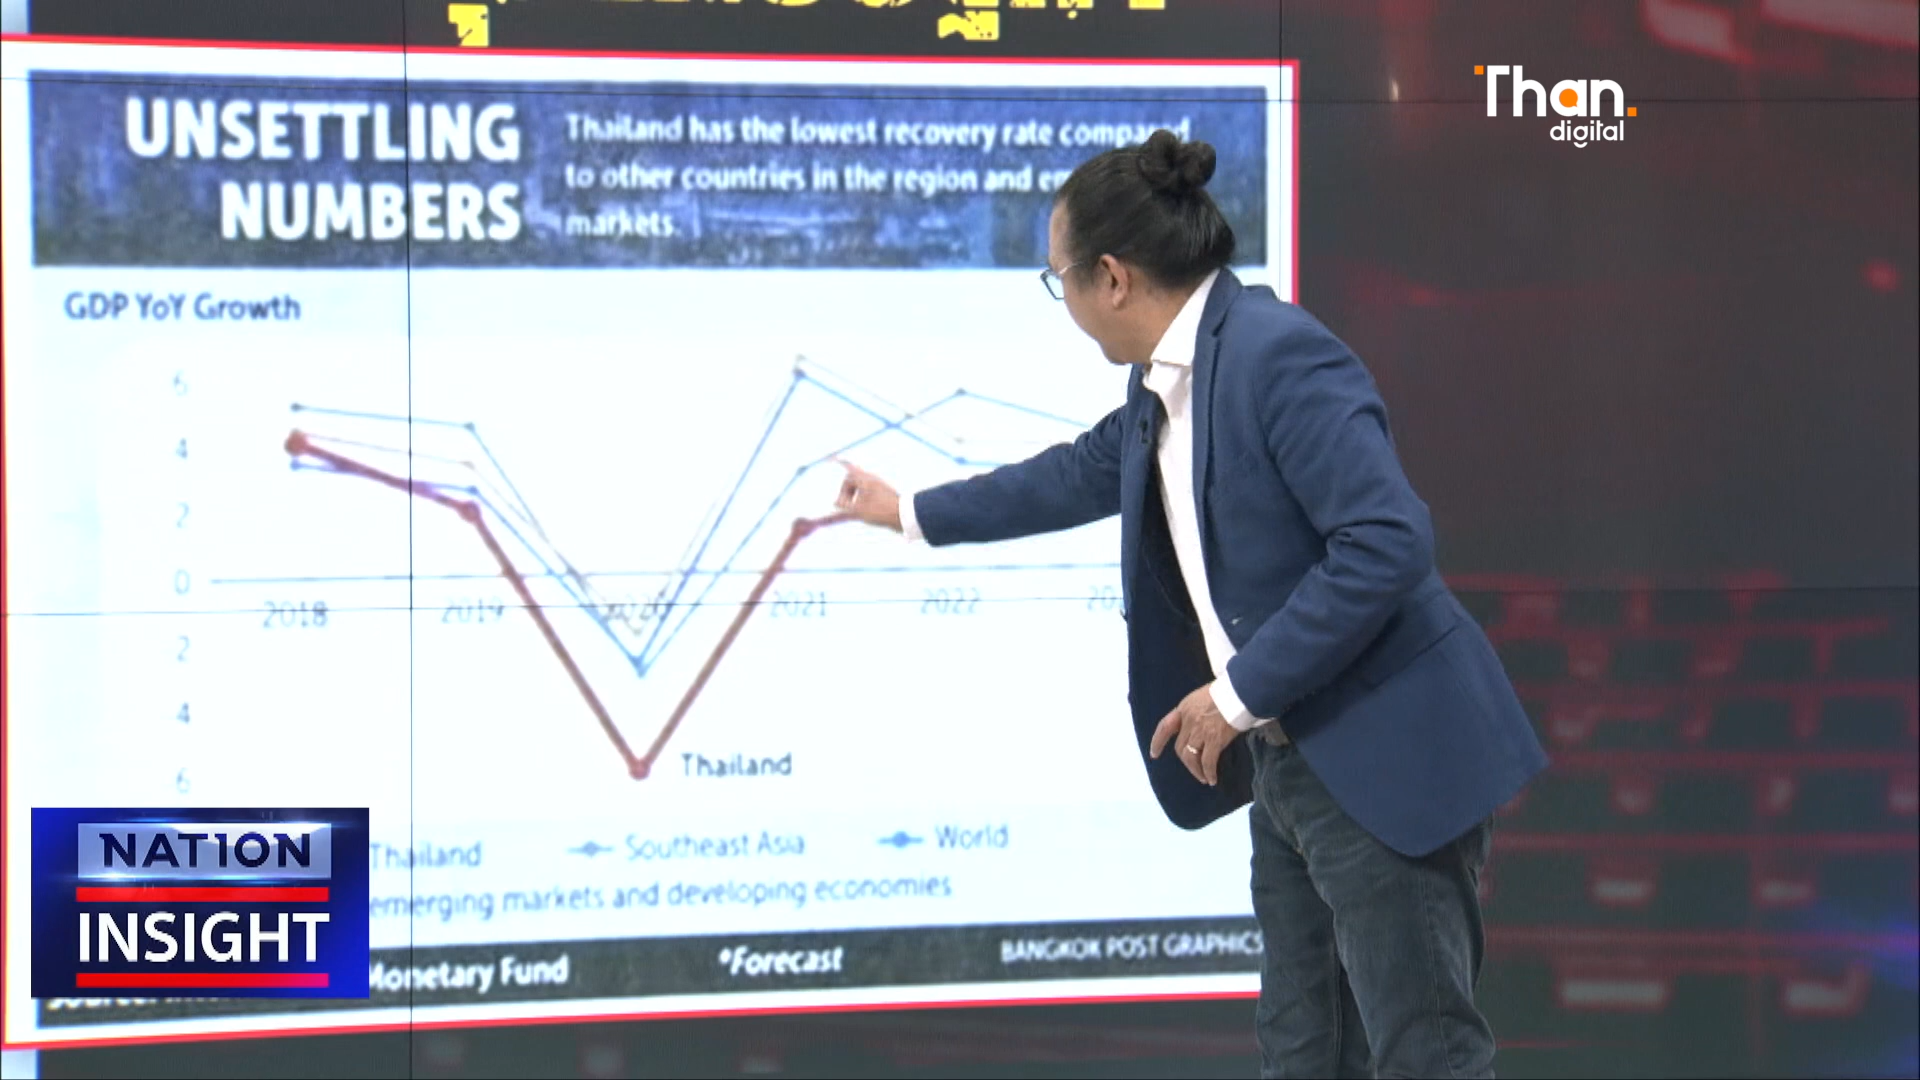 Than.
digital
UNSETTLING
NUMBERS
Thailand has the lowest recovery rate compared
to other countries in the region and
markets.
GDP YoY Growth
6
4
2
0
2018
2019
2020
2021
2022
2
4
6
Thailand
Thailand
Southeast Asia
World
emerging markets and developing economies
Monetary Fund
*Forecast
BANGKOK POST GRAPHICS
NATION
INSIGHT